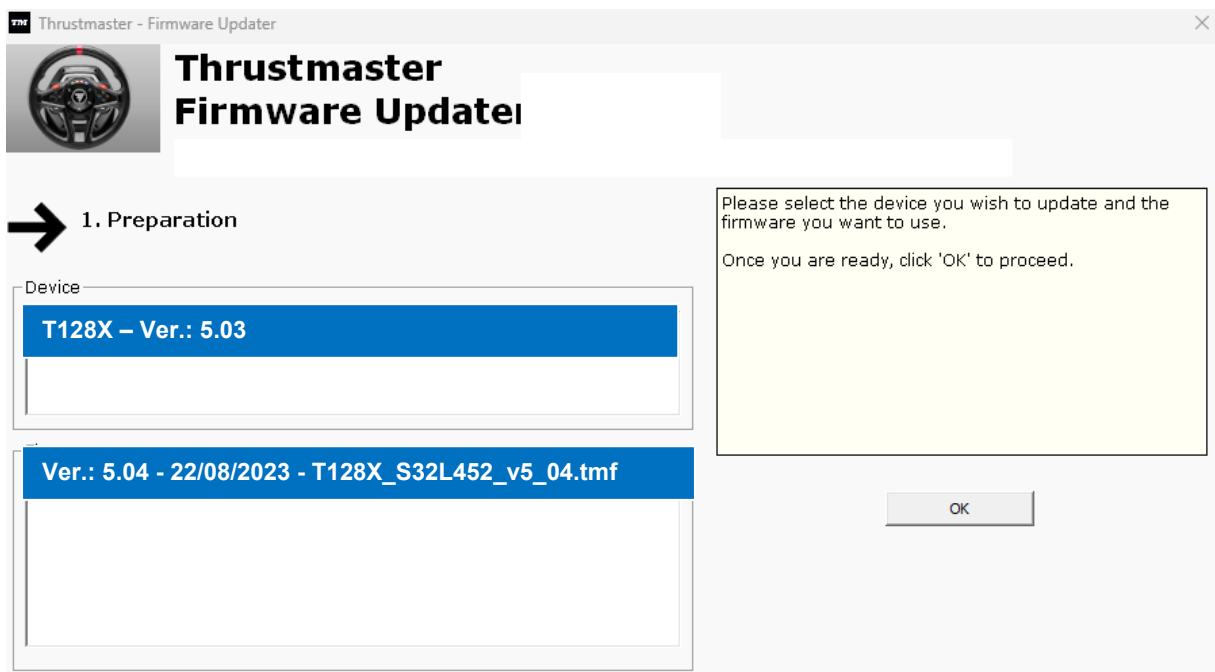 Thrustmaster - Firmware Updater
Thrustmaster
Firmware Updater
1. Preparation
Please select the device you wish to update and the
firmware you want to use.
Once you are ready, click 'OK' to proceed.
Device
T128X – Ver.: 5.03
Ver.: 5.04 - 22/08/2023 - T128X_S32L452_v5_04.tmf
OK